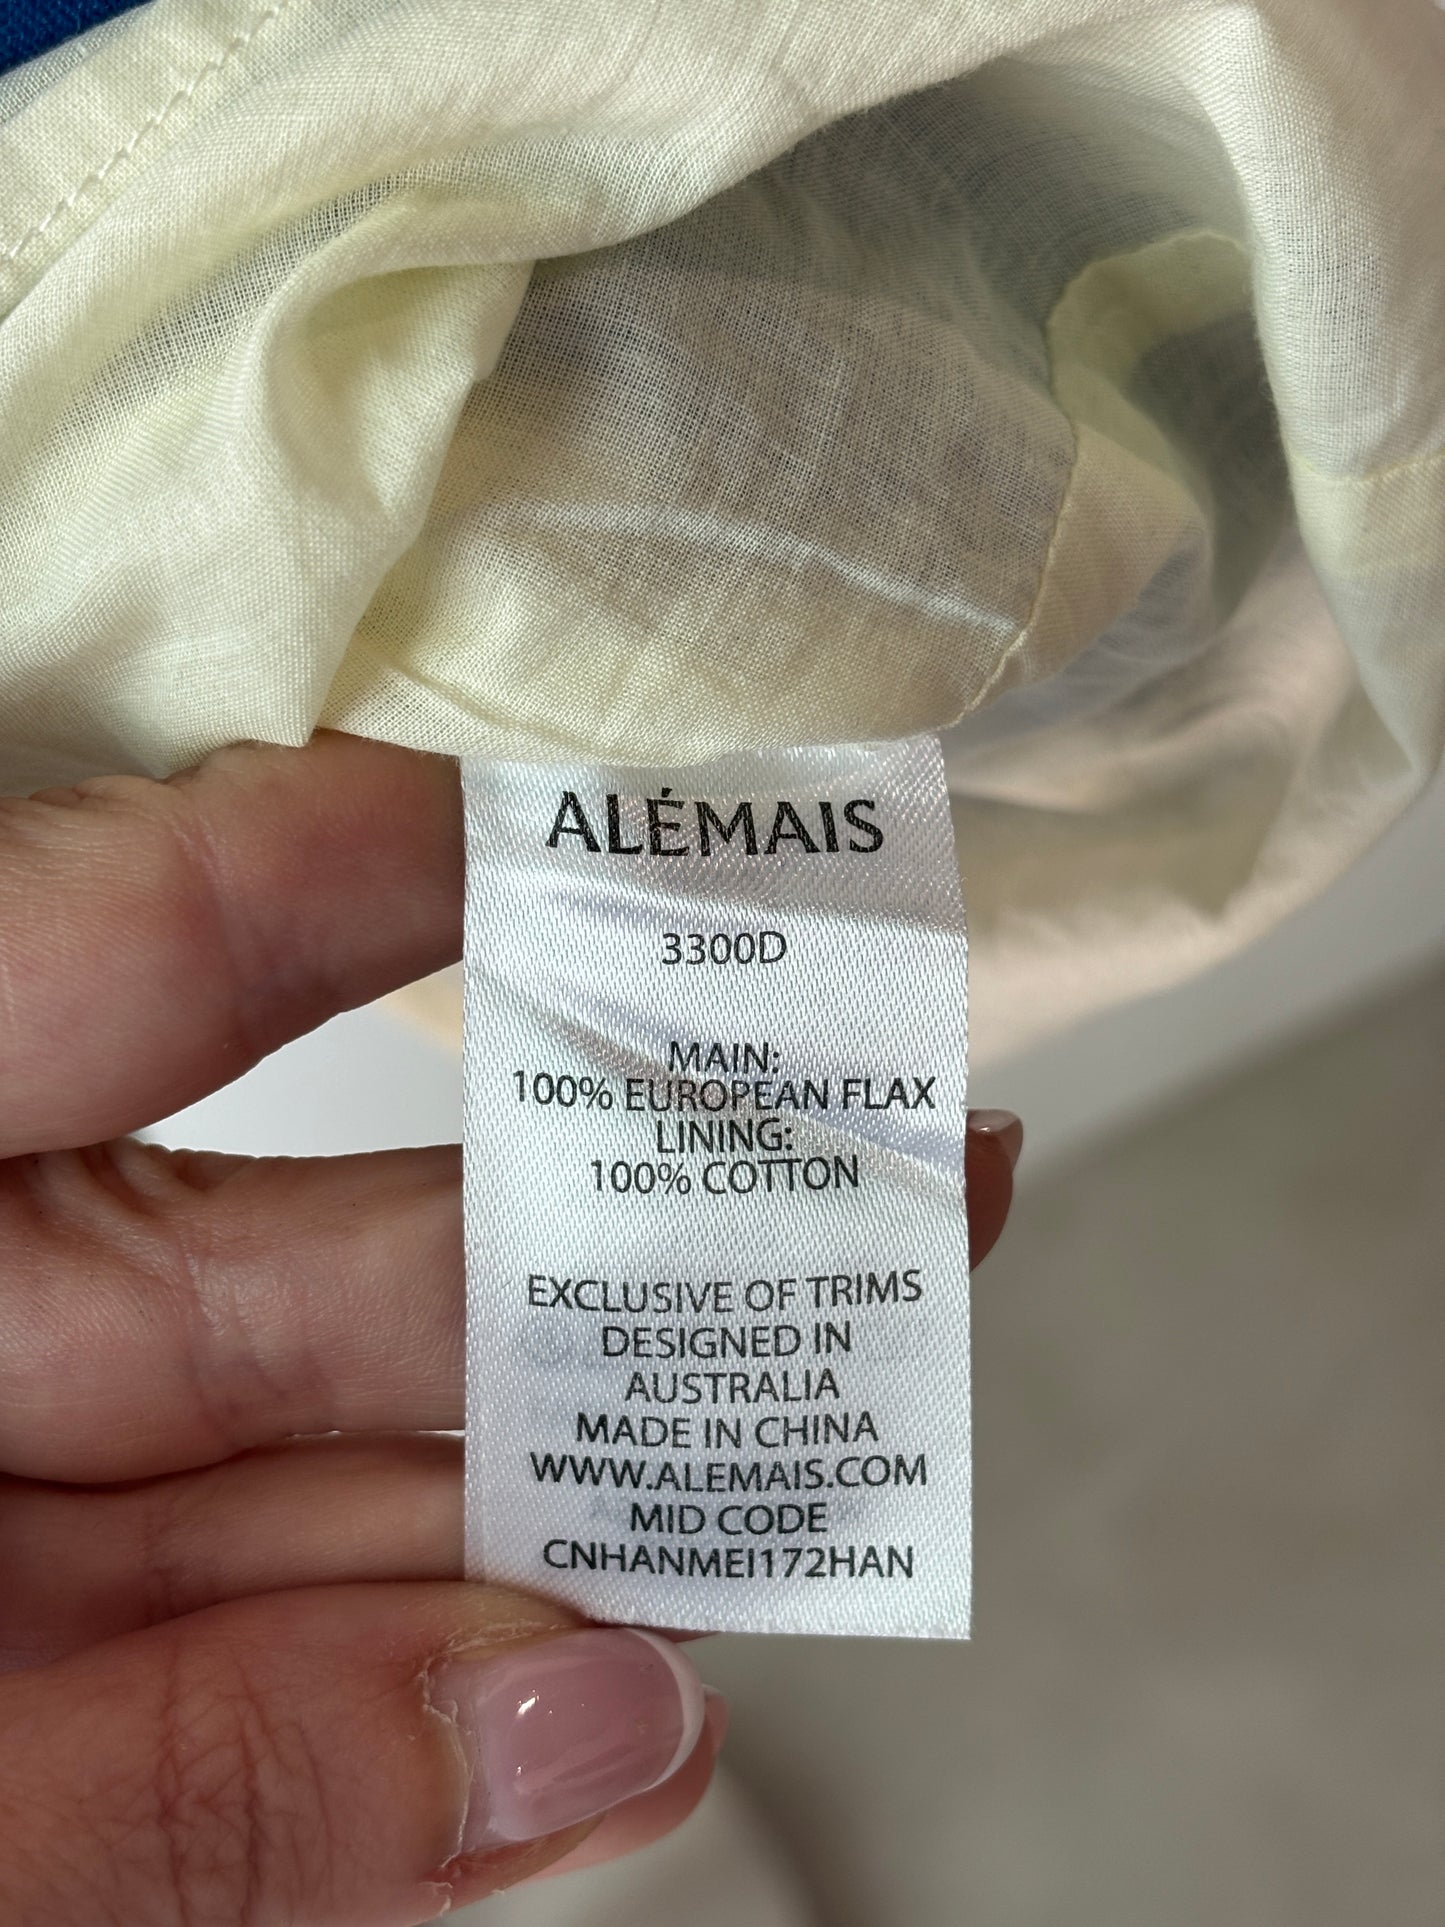 ALÉMAIS
3300D
MAIN:
100% EUROPEAN FLAX
LINING:
100% COTTON
EXCLUSIVE OF TRIMS
DESIGNED IN
AUSTRALIA
MADE IN CHINA
WWW.ALEMAIS.COM
MID CODE
CNHANMEI172HAN